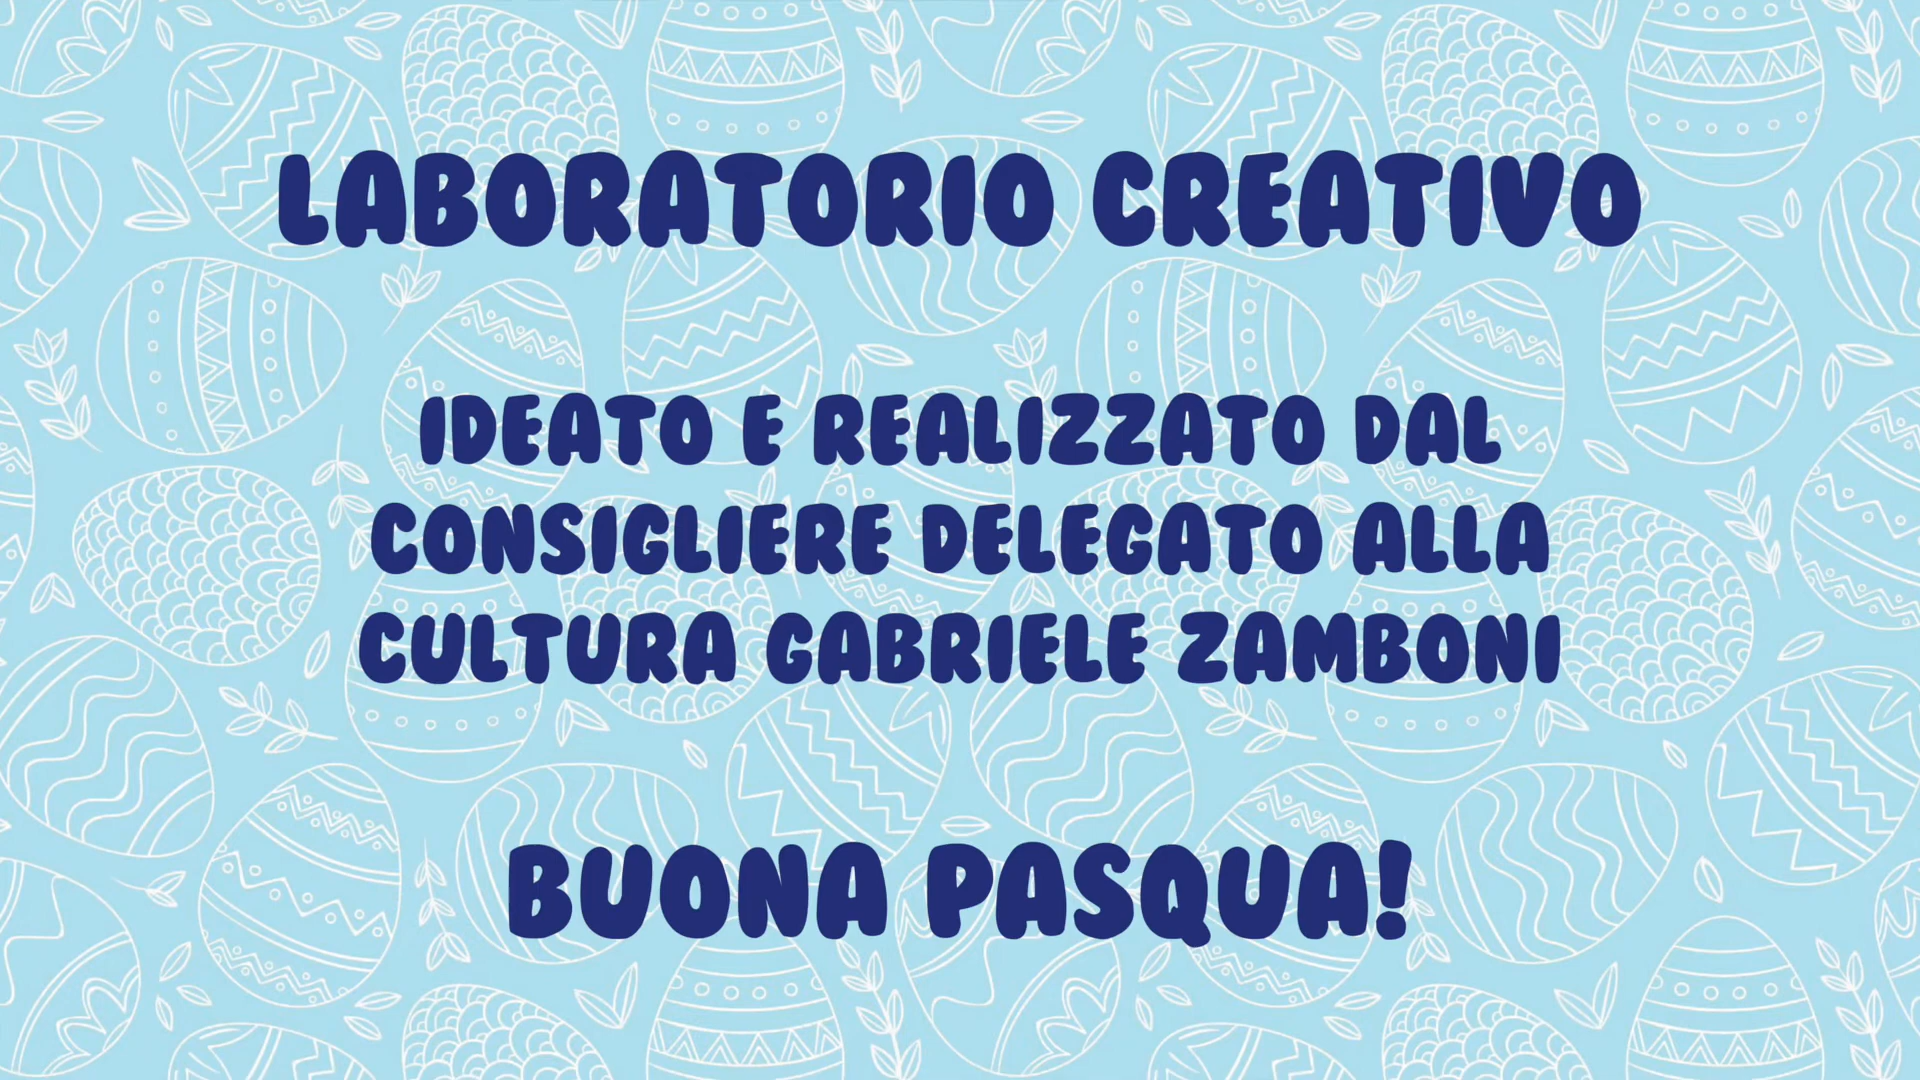 LABORATORIO CREATIVO
IDEATO E REALIZZATO DAL
CONSIGLIERE DELEGATO ALLA
CULTURA GABRIELE ZAMBONI
BUONA PASQUA!